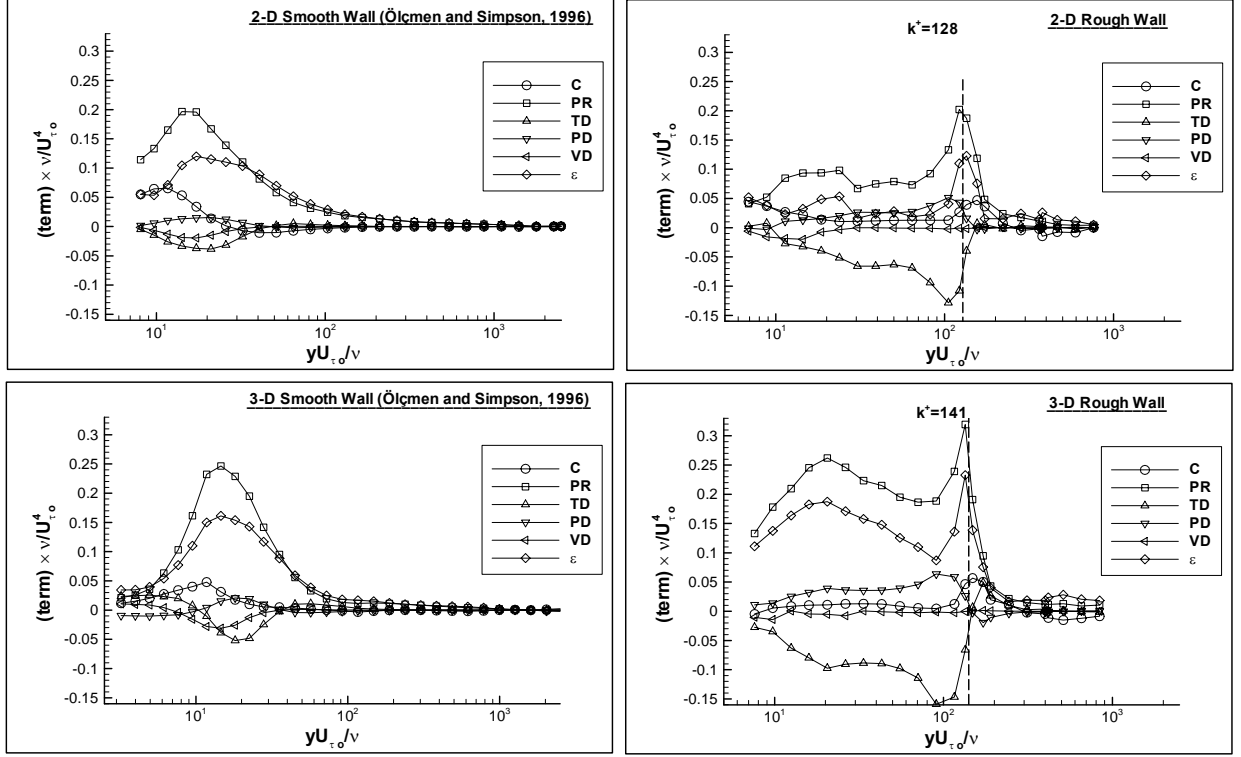 2-D Smooth Wall (Ölçmen and Simpson, 1996)
(term) × ν/U⁴τo
0.3
0.25
0.2
0.15
0.1
0.05
0
-0.05
-0.1
-0.15
C
PR
TD
PD
VD
ε
10¹
10²
10³
yUτo/ν
2-D Rough Wall
k⁺=128
(term) × ν/U⁴τo
0.3
0.25
0.2
0.15
0.1
0.05
0
-0.05
-0.1
-0.15
C
PR
TD
PD
VD
ε
10¹
10²
10³
yUτo/ν
3-D Smooth Wall (Ölçmen and Simpson, 1996)
(term) × ν/U⁴τo
0.3
0.25
0.2
0.15
0.1
0.05
0
-0.05
-0.1
-0.15
C
PR
TD
PD
VD
ε
10¹
10²
10³
yUτo/ν
3-D Rough Wall
k⁺=141
(term) × ν/U⁴τo
0.3
0.25
0.2
0.15
0.1
0.05
0
-0.05
-0.1
-0.15
C
PR
TD
PD
VD
ε
10¹
10²
10³
yUτo/ν